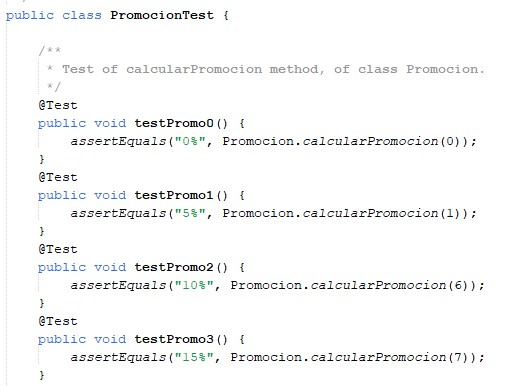 public class PromocionTest {
/**
* Test of calcularPromocion method, of class Promocion.
*/
@Test
public void testPromo0() {
assertEquals("0%", Promocion.calcularPromocion(0));
}
@Test
public void testPromo1() {
assertEquals("5%", Promocion.calcularPromocion(1));
}
@Test
public void testPromo2() {
assertEquals("10%", Promocion.calcularPromocion(6));
}
@Test
public void testPromo3() {
assertEquals("15%", Promocion.calcularPromocion(7));
}